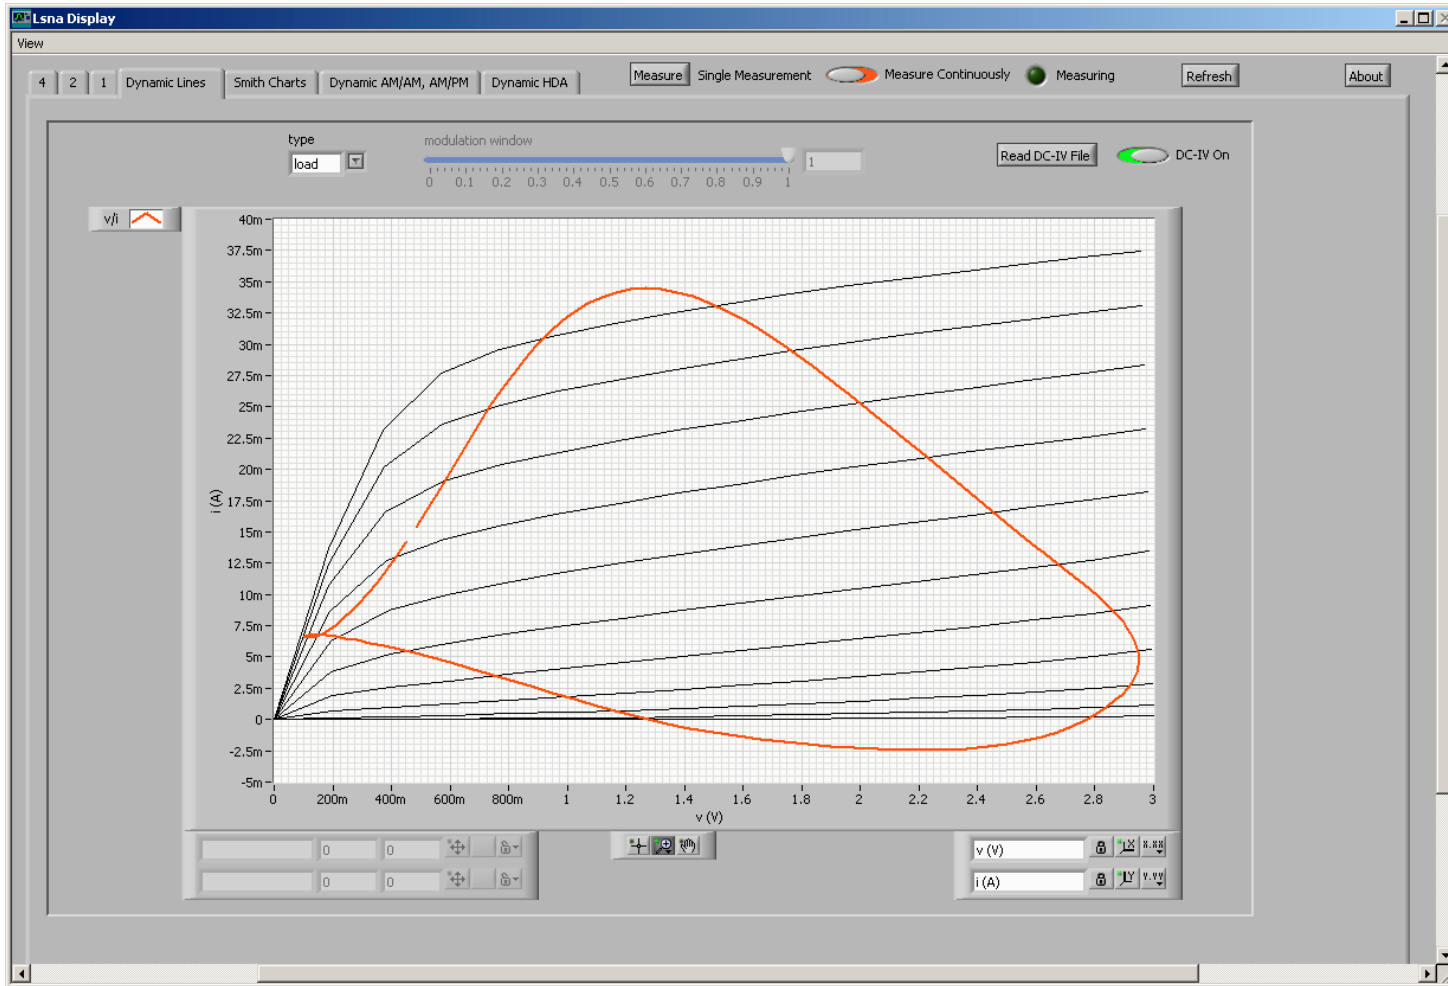 Lsna Display
View
4 2 1 Dynamic Lines Smith Charts Dynamic AM/AM, AM/PM Dynamic HDA Measure Single Measurement Measure Continuously Measuring Refresh About
type modulation window
load 1 Read DC-IV File DC-IV On
0 0.1 0.2 0.3 0.4 0.5 0.6 0.7 0.8 0.9 1
v/i
40m
37.5m
35m
32.5m
30m
27.5m
25m
22.5m
20m
17.5m
15m
12.5m
10m
7.5m
5m
2.5m
0
-2.5m
-5m
i (A)
0 200m 400m 600m 800m 1 1.2 1.4 1.6 1.8 2 2.2 2.4 2.6 2.8 3
v (V)
0 0 v (V) X X.XX
0 0 i (A) Y Y.YY